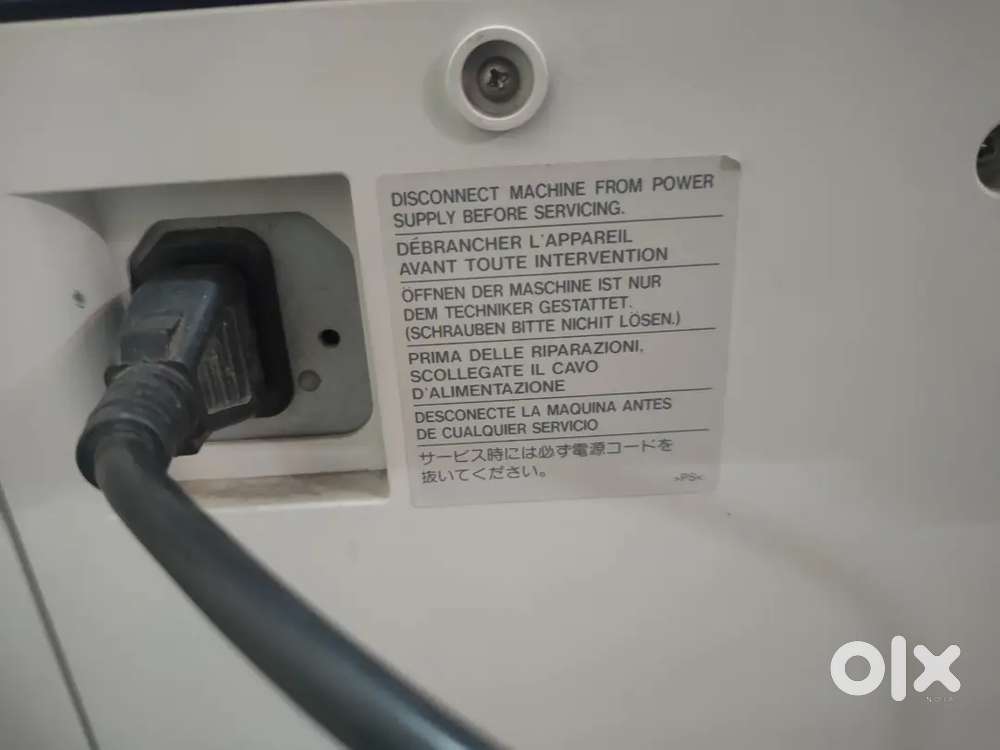 DISCONNECT MACHINE FROM POWER
SUPPLY BEFORE SERVICING.
DÉBRANCHER L'APPAREIL
AVANT TOUTE INTERVENTION
ÖFFNEN DER MASCHINE IST NUR
DEM TECHNIKER GESTATTET.
(SCHRAUBEN BITTE NICHIT LÖSEN.)
PRIMA DELLE RIPARAZIONI,
SCOLLEGATE IL CAVO
D'ALIMENTAZIONE
DESCONECTE LA MAQUINA ANTES
DE CUALQUIER SERVICIO
サービス時には必ず電源コードを
抜いてください。
>PS<
olx
INDIA